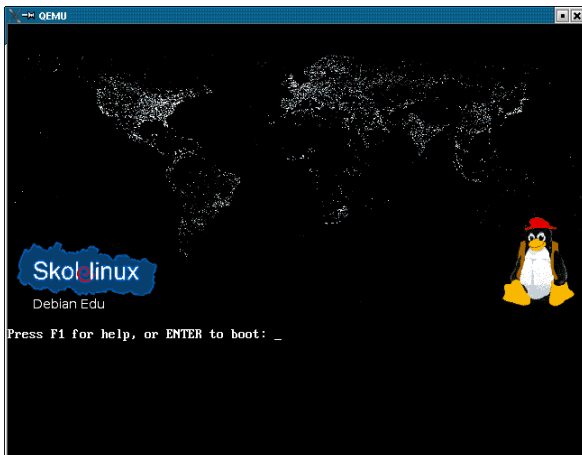 QEMU
Skolelinux
Debian Edu
Press F1 for help, or ENTER to boot: _